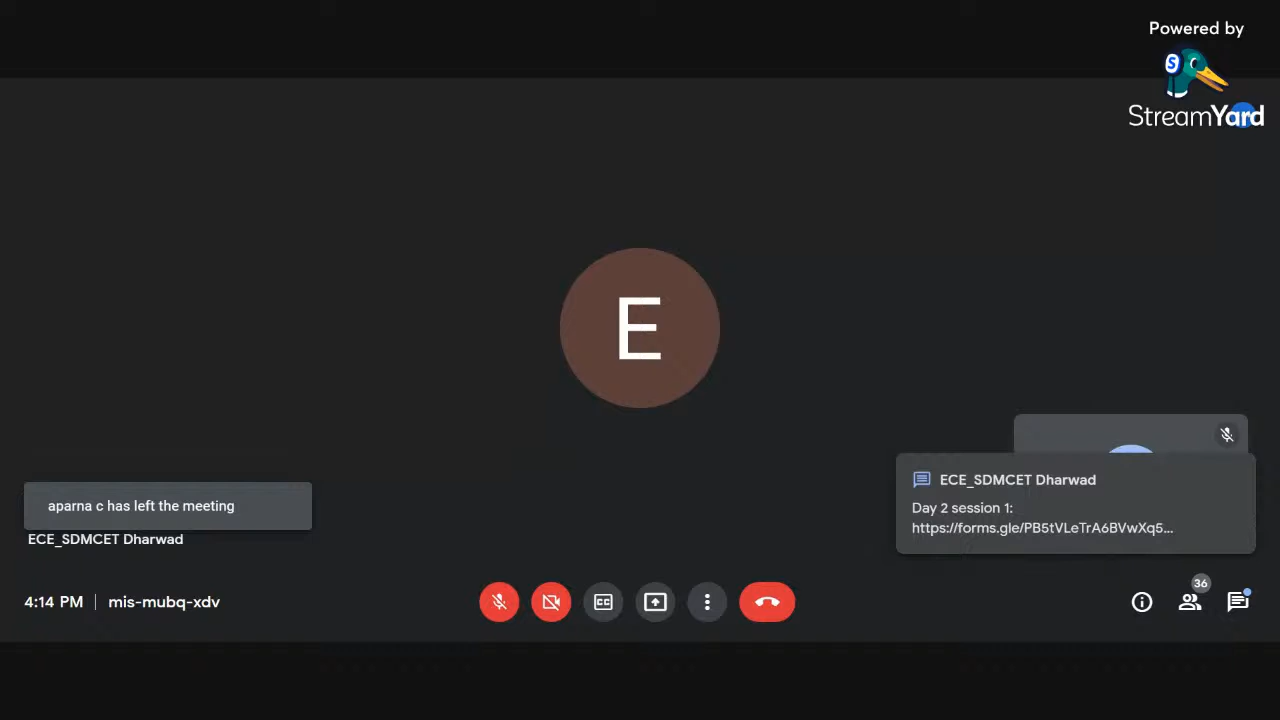 Powered by
S
StreamYard
E
ECE_SDMCET Dharwad
Day 2 session 1:
https://forms.gle/PB5tVLeTrA6BVwXq5...
aparna c has left the meeting
ECE_SDMCET Dharwad
4:14 PM | mis-mubq-xdv
CC
36